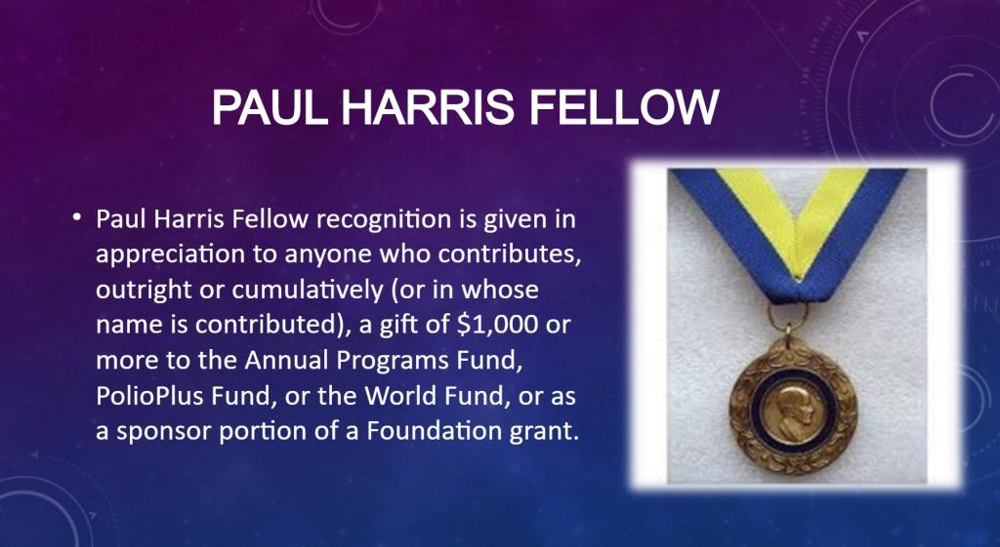 PAUL HARRIS FELLOW
• Paul Harris Fellow recognition is given in
appreciation to anyone who contributes,
outright or cumulatively (or in whose
name is contributed), a gift of $1,000 or
more to the Annual Programs Fund,
PolioPlus Fund, or the World Fund, or as
a sponsor portion of a Foundation grant.